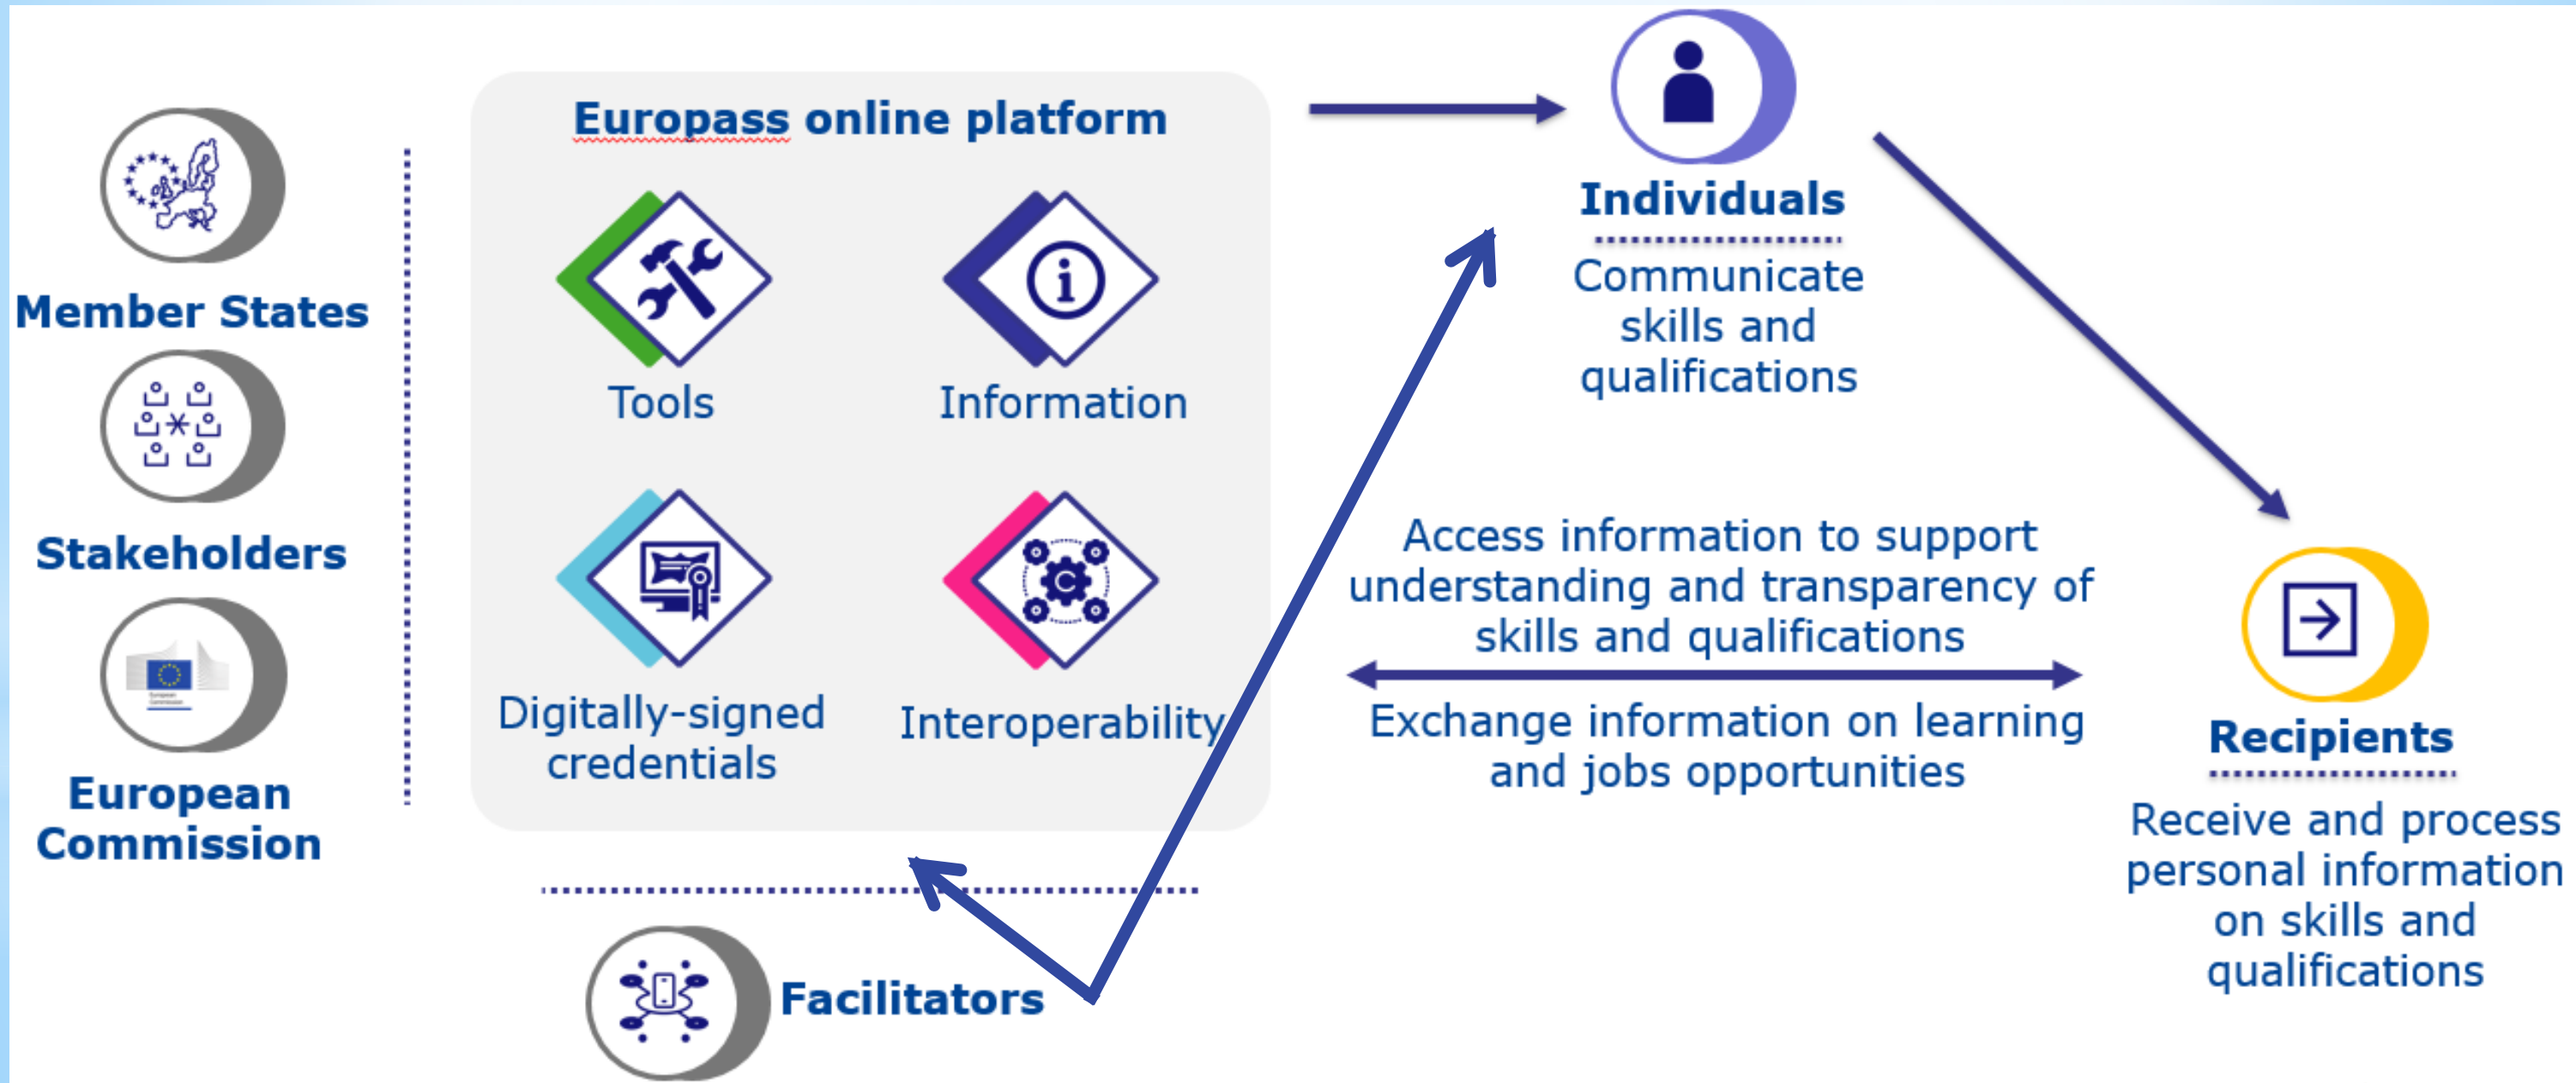 Member States
Stakeholders
European
Commission
Europass online platform
Tools
Information
Digitally-signed
credentials
Interoperability
Facilitators
Individuals
Communicate
skills and
qualifications
Access information to support
understanding and transparency of
skills and qualifications
Exchange information on learning
and jobs opportunities
Recipients
Receive and process
personal information
on skills and
qualifications